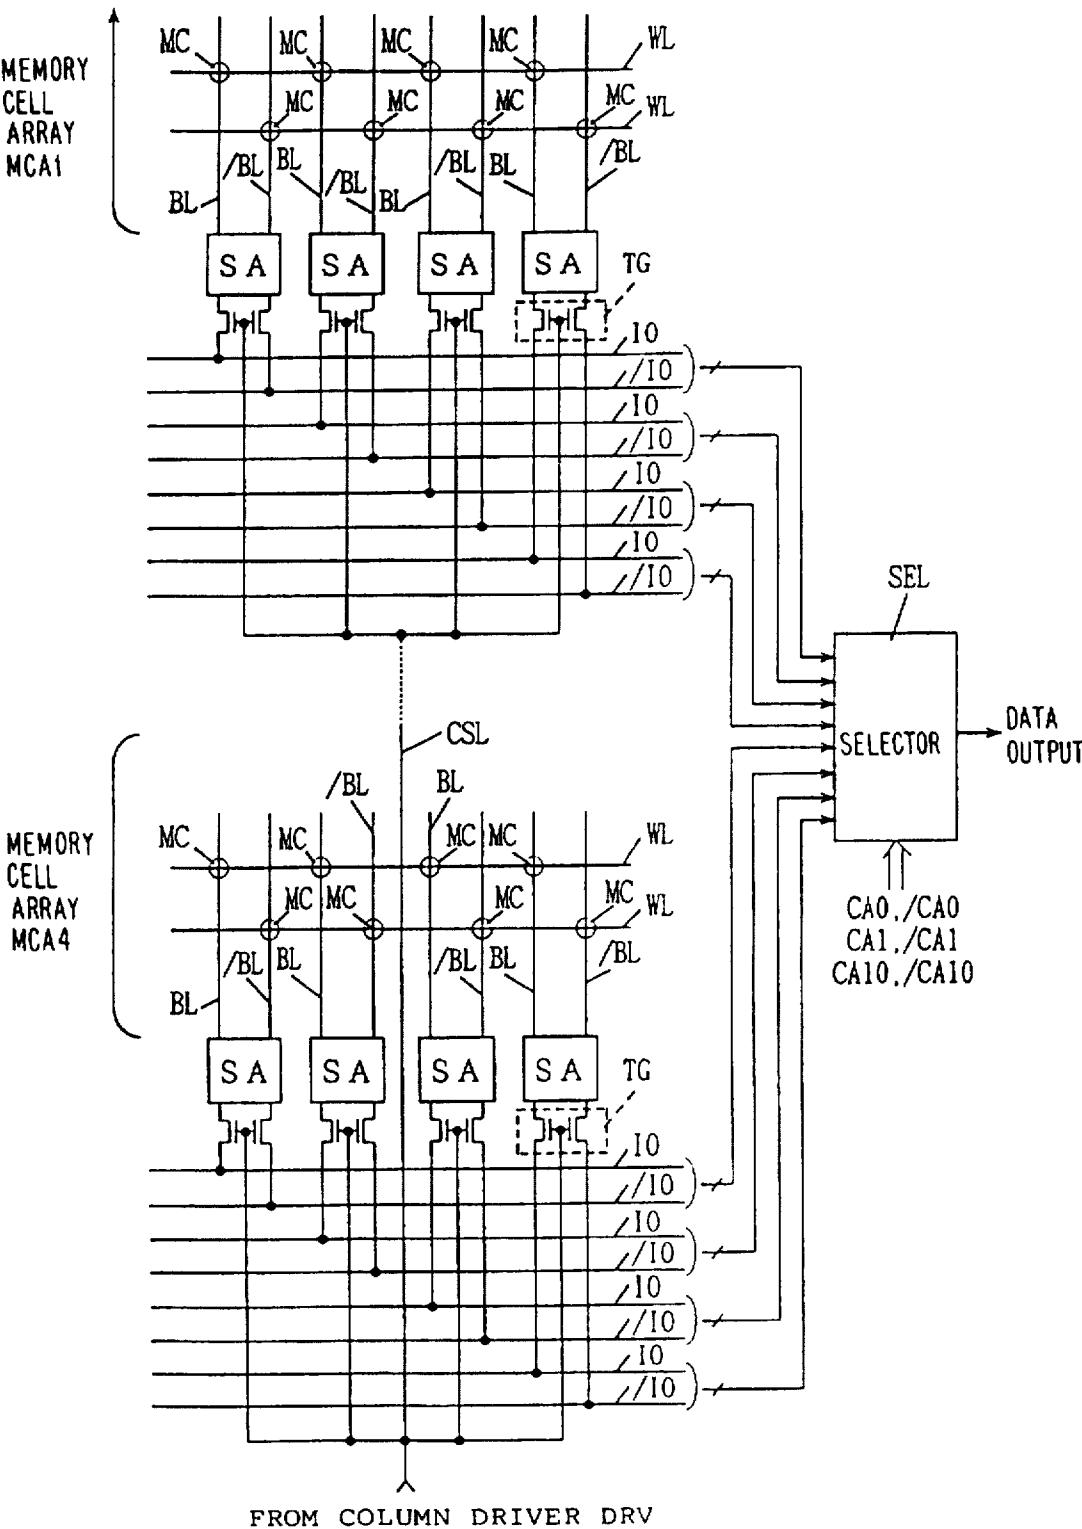 MC MC MC MC WL
MEMORY
CELL
ARRAY
MCA1
MC MC MC MC WL
BL /BL BL /BL BL /BL BL /BL
SA SA SA SA
TG
IO
/IO
IO
/IO
IO
/IO
IO
/IO
SEL
SELECTOR
DATA
OUTPUT
CA0,/CA0
CA1,/CA1
CA10,/CA10
CSL
/BL BL
MEMORY
CELL
ARRAY
MCA4
MC MC MC MC WL
MC MC MC MC WL
BL /BL BL /BL BL /BL
SA SA SA SA
TG
IO
/IO
IO
/IO
IO
/IO
IO
/IO
FROM COLUMN DRIVER DRV